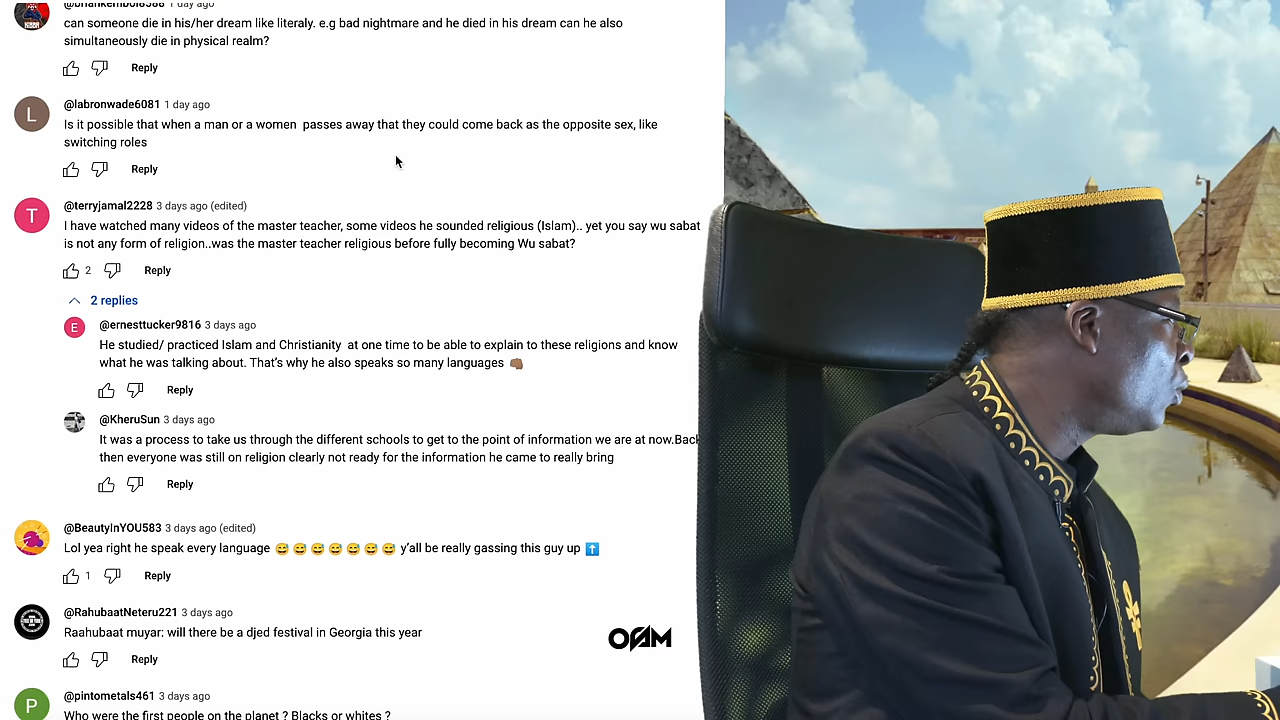 1 day ago
can someone die in his/her dream like literaly. e.g bad nightmare and he died in his dream can he also
simultaneously die in physical realm?
Reply
L
@labronwade6081 1 day ago
Is it possible that when a man or a women passes away that they could come back as the opposite sex, like
switching roles
Reply
T
@terryjamal2228 3 days ago (edited)
I have watched many videos of the master teacher, some videos he sounded religious (Islam).. yet you say wu sabat
is not any form of religion..was the master teacher religious before fully becoming Wu sabat?
2 Reply
2 replies
E
@ernesttucker9816 3 days ago
He studied/ practiced Islam and Christianity at one time to be able to explain to these religions and know
what he was talking about. That's why he also speaks so many languages 👊🏾
Reply
@KheruSun 3 days ago
It was a process to take us through the different schools to get to the point of information we are at now.Back
then everyone was still on religion clearly not ready for the information he came to really bring
Reply
@BeautyInYOU583 3 days ago (edited)
Lol yea right he speak every language 😅 😅 😅 😅 😅 😅 😅 y'all be really gassing this guy up ⬆️
1 Reply
@RahubaatNeteru221 3 days ago
Raahubaat muyar: will there be a djed festival in Georgia this year
Reply
P
@pintometals461 3 days ago
Who were the first people on the planet ? Blacks or whites ?